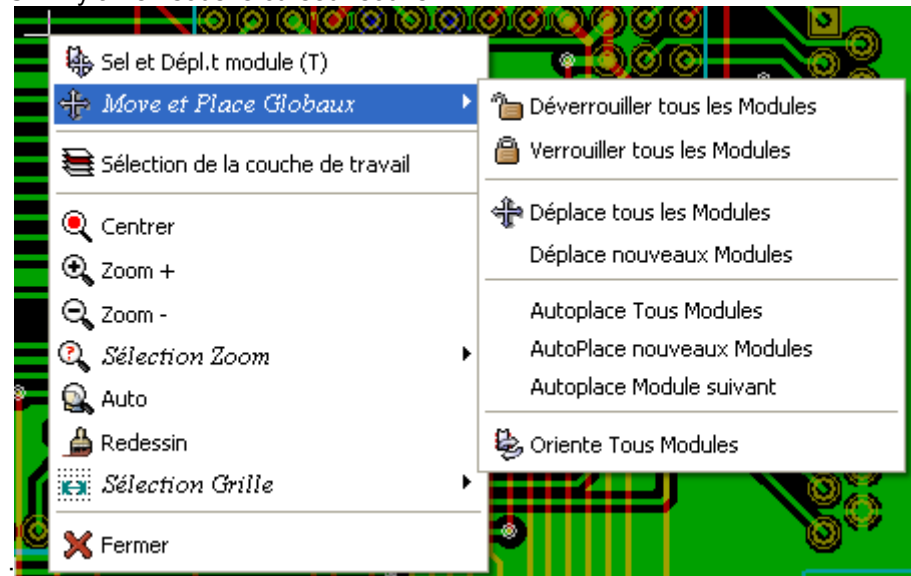 Sel et Dépl.t module (T)
Move et Place Globaux
Sélection de la couche de travail
Centrer
Zoom +
Zoom -
Sélection Zoom
Auto
Redessin
Sélection Grille
Fermer
Déverrouiller tous les Modules
Verrouiller tous les Modules
Déplace tous les Modules
Déplace nouveaux Modules
Autoplace Tous Modules
AutoPlace nouveaux Modules
Autoplace Module suivant
Oriente Tous Modules